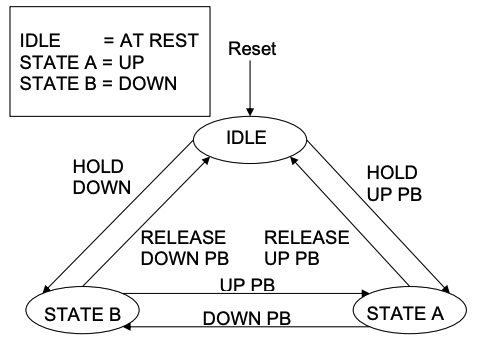 IDLE = AT REST
STATE A = UP
STATE B = DOWN
Reset
IDLE
HOLD
DOWN
HOLD
UP PB
RELEASE
DOWN PB
RELEASE
UP PB
UP PB
STATE B
STATE A
DOWN PB